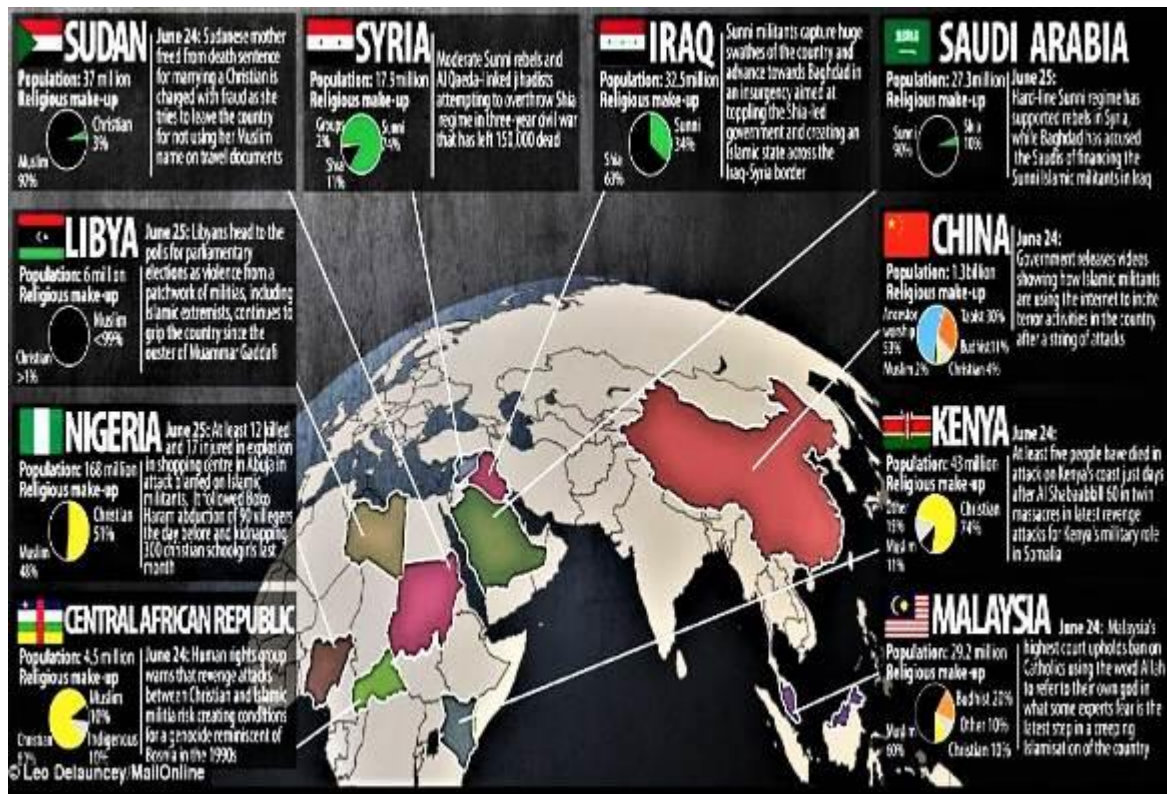 SUDAN
Population: 37 million
Religious make-up
Christian
3%
Muslim
97%
June 24: Sudanese mother
freed from death sentence
for marrying a Christian is
charged with fraud as she
tries to leave the country
for not using her Muslim
name on travel documents
SYRIA
Population: 17.9million
Religious make-up
2%
Sunni
Shia
11%
Moderate Sunni rebels and
Al Qaeda-linked jihadists
attempting to overthrow Shia
regime in three-year civil war
that has left 150,000 dead
IRAQ
Population: 32.5million
Religious make-up
Sunni
34%
Shia
63%
Sunni militants capture huge
swathes of the country and
advance towards Baghdad in
an insurgency aimed at
toppling the Shia-led
government and creating an
Islamic state across the
Iraq-Syria border
SAUDI ARABIA
Population: 27.3million
Religious make-up
Sunni
90%
Shia
10%
June 25:
Hard-line Sunni regime has
supported rebels in Syria,
while Baghdad has accused
the Saudis of financing the
Sunni Islamic militants in Iraq
LIBYA
Population: 6 million
Religious make-up
Muslim
<99%
Christian
>1%
June 25: Libyans head to the
polls for parliamentary
elections as violence from a
patchwork of militias, including
Islamic extremists, continues to
grip the country since the
ouster of Muammar Gaddafi
CHINA
Population: 1.3billion
Religious make-up
Ancestor
worship
53%
Taoist 30%
Budhist 11%
Muslim 2%
Christian 4%
June 24:
Government releases videos
showing how Islamic militants
are using the internet to incite
terror activities in the country
after a string of attacks
NIGERIA
Population: 168 million
Religious make-up
Christian
51%
Muslim
48%
June 25: At least 12 killed
and 17 injured in explosion
in shopping centre in Abuja in
attack blamed on Islamic
militants. It followed Boko
Haram abduction of 90 villegers
the day before and kidnapping
300 christian schoolgirls last
month
KENYA
Population: 43million
Religious make-up
Other
15%
Muslim
11%
Christian
74%
June 24:
At least five people have died in
attack on Kenya's coast just days
after Al Shabaab kill 60 in twin
massacres in latest revenge
attacks for Kenya's military role
in Somalia
CENTRAL AFRICAN REPUBLIC
Population: 4.5 million
Religious make-up
Muslim
10%
Christian
Indigenous
10%
June 24: Human rights group
warns that revenge attacks
between Christian and Islamic
militia risk creating conditions
for a genocide reminiscent of
Bosnia in the 1990s
MALAYSIA
Population: 29.2 million
Religious make-up
Budhist 20%
Other 10%
Christian 10%
Muslim
60%
June 24: Malaysia's
highest court upholds ban on
Catholics using the word Allah
to refer to their own god in
what some experts fear is the
latest step in a creeping
Islamisation of the country
© Leo Delauncey/MailOnline